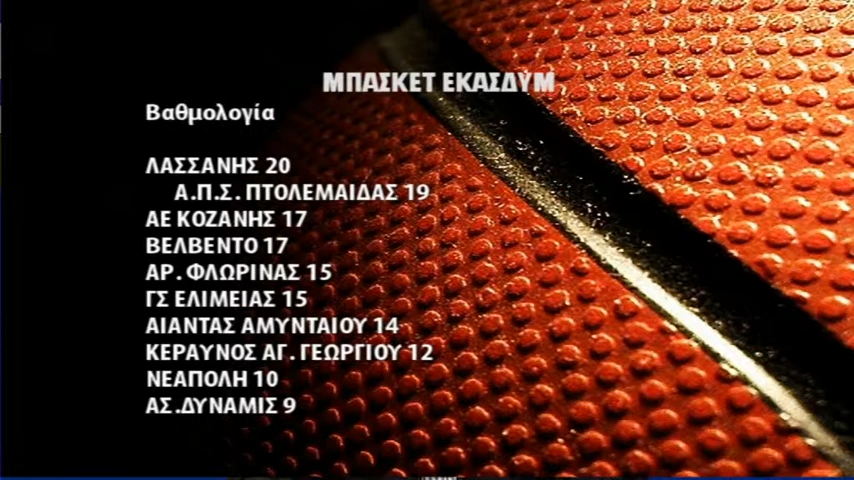 ΜΠΑΣΚΕΤ ΕΚΑΣΔΥΜ
Βαθμολογία
ΛΑΣΣΑΝΗΣ 20
Α.Π.Σ. ΠΤΟΛΕΜΑΙΔΑΣ 19
ΑΕ ΚΟΖΑΝΗΣ 17
ΒΕΛΒΕΝΤΟ 17
ΑΡ. ΦΛΩΡΙΝΑΣ 15
ΓΣ ΕΛΙΜΕΙΑΣ 15
ΑΙΑΝΤΑΣ ΑΜΥΝΤΑΙΟΥ 14
ΚΕΡΑΥΝΟΣ ΑΓ. ΓΕΩΡΓΙΟΥ 12
ΝΕΑΠΟΛΗ 10
ΑΣ.ΔΥΝΑΜΙΣ 9